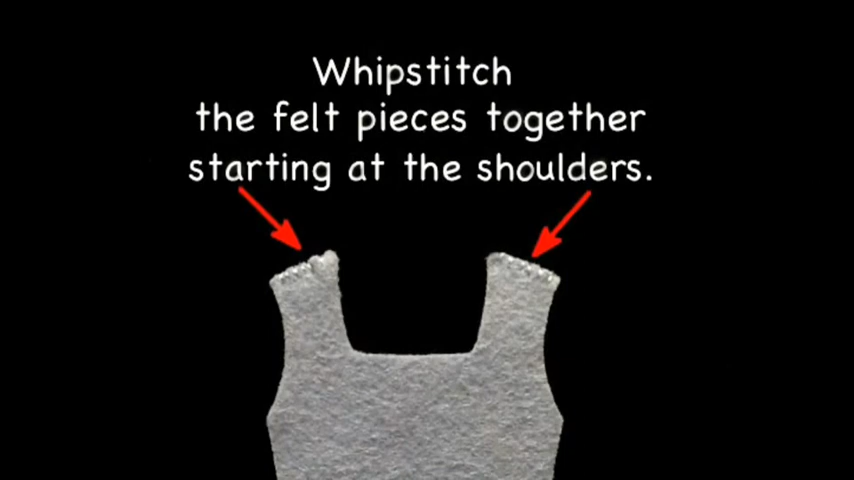 Whipstitch
the felt pieces together
starting at the shoulders.